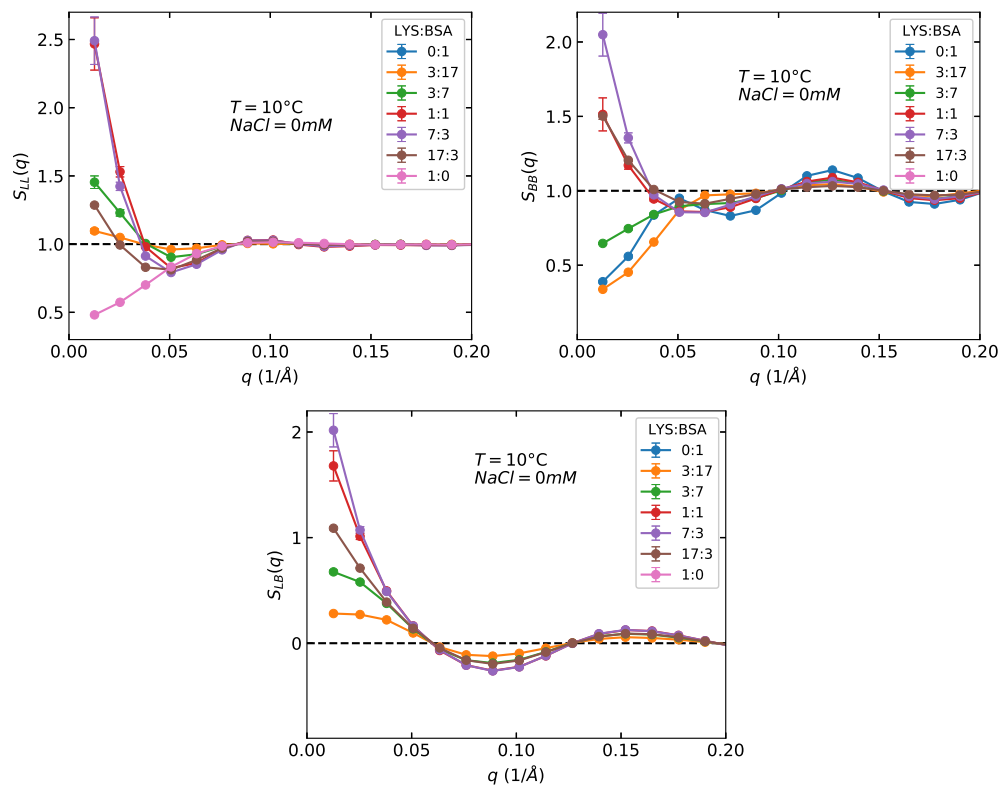 2.5
2.0
1.5
1.0
0.5
S_LL(q)
T = 10°C
NaCl = 0mM
LYS:BSA
0:1
3:17
3:7
1:1
7:3
17:3
1:0
0.00 0.05 0.10 0.15 0.20
q (1/Å)
2.0
1.5
1.0
0.5
S_BB(q)
T = 10°C
NaCl = 0mM
LYS:BSA
0:1
3:17
3:7
1:1
7:3
17:3
1:0
0.00 0.05 0.10 0.15 0.20
q (1/Å)
2
1
0
S_LB(q)
T = 10°C
NaCl = 0mM
LYS:BSA
0:1
3:17
3:7
1:1
7:3
17:3
1:0
0.00 0.05 0.10 0.15 0.20
q (1/Å)